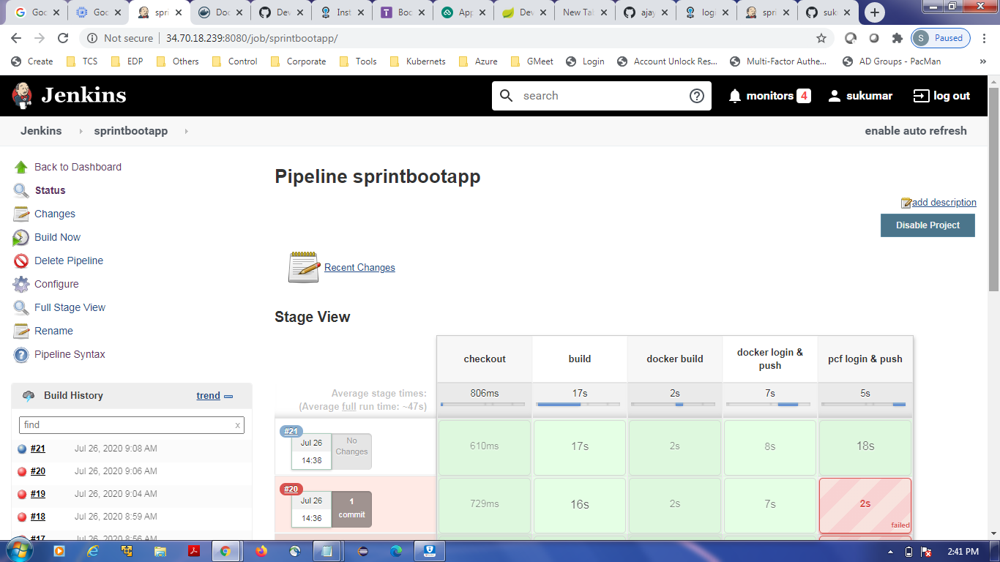 Goo
Goo
spri
Doc
Dev
Inst
Boo
App
Dev
New Tal
ajay
logi
spri
suk
Not secure
34.70.18.239:8080/job/sprintbootapp/
S
Paused
Create
TCS
EDP
Others
Control
Corporate
Tools
Kubernets
Azure
GMeet
Login
Account Unlock Res...
Multi-Factor Authe...
AD Groups - PacMan
»
Jenkins
search
monitors 4
sukumar
log out
Jenkins
sprintbootapp
enable auto refresh
Back to Dashboard
Status
Changes
Build Now
Delete Pipeline
Configure
Full Stage View
Rename
Pipeline Syntax
Build History
trend
find
x
#21
Jul 26, 2020 9:08 AM
#20
Jul 26, 2020 9:06 AM
#19
Jul 26, 2020 9:04 AM
#18
Jul 26, 2020 8:59 AM
#17
Jul 26, 2020 8:56 AM
Pipeline sprintbootapp
add description
Disable Project
Recent Changes
Stage View
checkout
build
docker build
docker login &
push
pcf login & push
Average stage times:
(Average full run time: ~47s)
806ms
17s
2s
7s
5s
#21
Jul 26
14:38
No
Changes
610ms
17s
2s
8s
18s
#20
Jul 26
14:36
1
commit
729ms
16s
2s
7s
2s
failed
2:41 PM